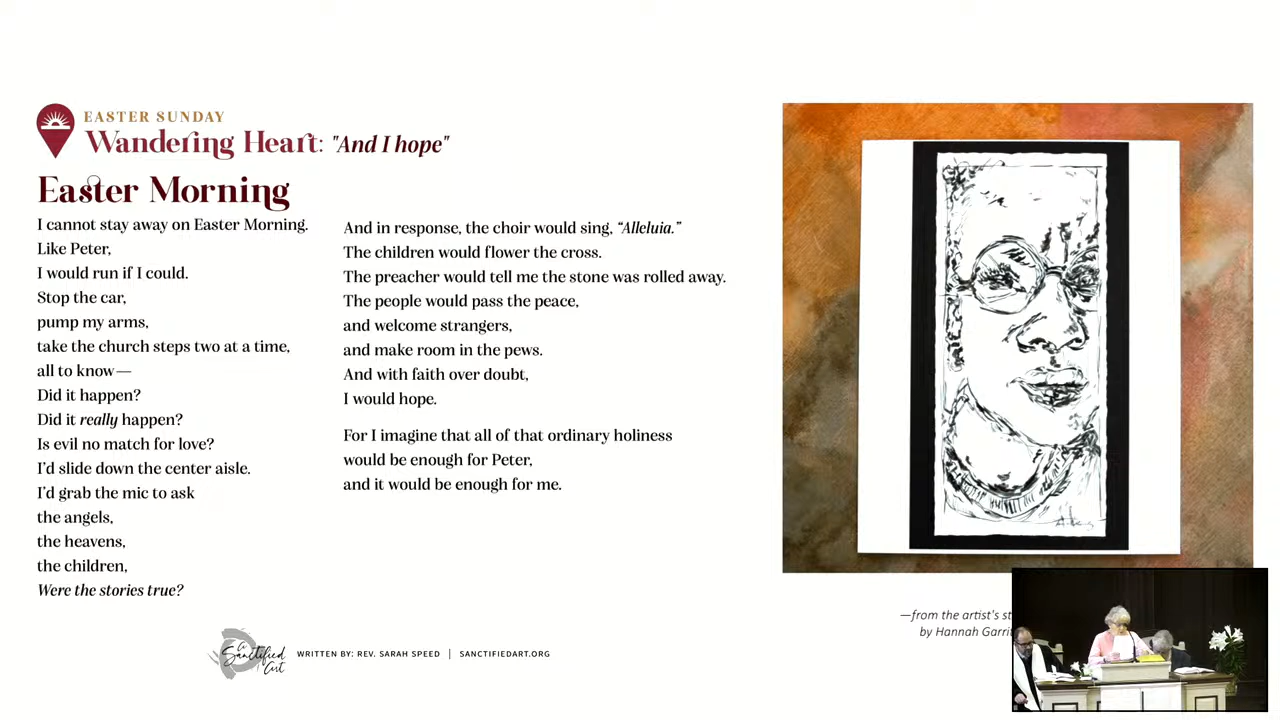 EASTER SUNDAY
Wandering Heart: "And I hope"
Easter Morning
I cannot stay away on Easter Morning.
Like Peter,
I would run if I could.
Stop the car,
pump my arms,
take the church steps two at a time,
all to know—
Did it happen?
Did it really happen?
Is evil no match for love?
I'd slide down the center aisle.
I'd grab the mic to ask
the angels,
the heavens,
the children,
Were the stories true?
And in response, the choir would sing, “Alleluia.”
The children would flower the cross.
The preacher would tell me the stone was rolled away.
The people would pass the peace,
and welcome strangers,
and make room in the pews.
And with faith over doubt,
I would hope.
For I imagine that all of that ordinary holiness
would be enough for Peter,
and it would be enough for me.
—from the artist's
by Hannah
A Sanctified Art
WRITTEN BY: REV. SARAH SPEED | SANCTIFIEDART.ORG